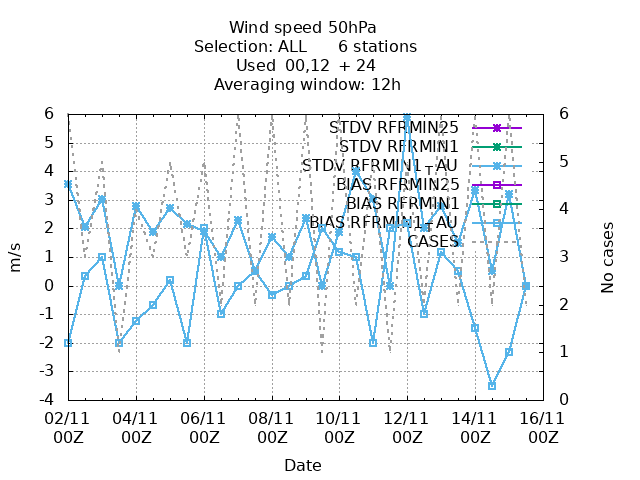 Wind speed 50hPa
Selection: ALL 6 stations
Used 00,12 + 24
Averaging window: 12h
STDV RFRMIN25
STDV RFRMIN1
STDV RFRMIN1_TAU
BIAS RFRMIN25
BIAS RFRMIN1
BIAS RFRMIN1_TAU
CASES
m/s
6
5
4
3
2
1
0
-1
-2
-3
-4
No cases
6
5
4
3
2
1
0
02/11 04/11 06/11 08/11 10/11 12/11 14/11 16/11
00Z 00Z 00Z 00Z 00Z 00Z 00Z 00Z
Date